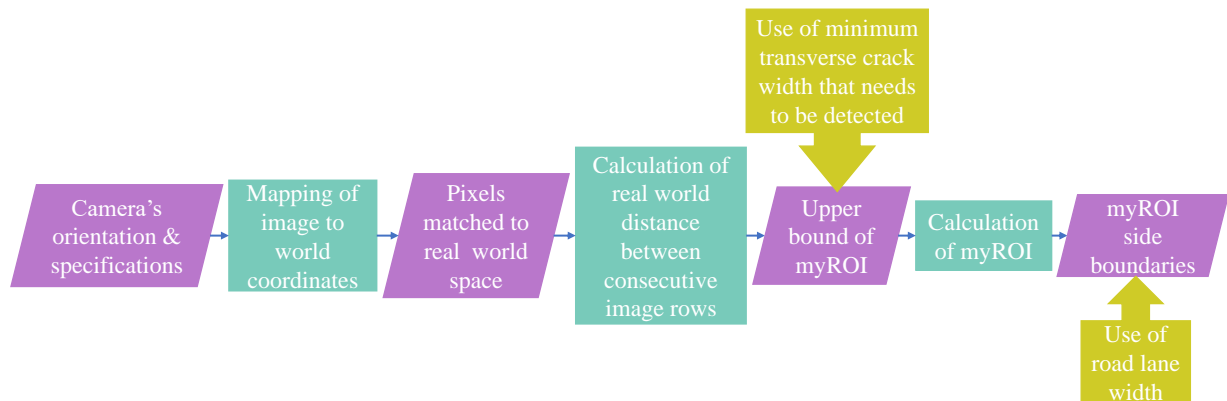 Use of minimum
transverse crack
width that needs
to be detected
Camera’s
orientation &
specifications
Mapping of
image to
world
coordinates
Pixels
matched to
real world
space
Calculation of
real world
distance
between
consecutive
image rows
Upper
bound of
myROI
Calculation
of myROI
myROI
side
boundaries
Use of
road lane
width